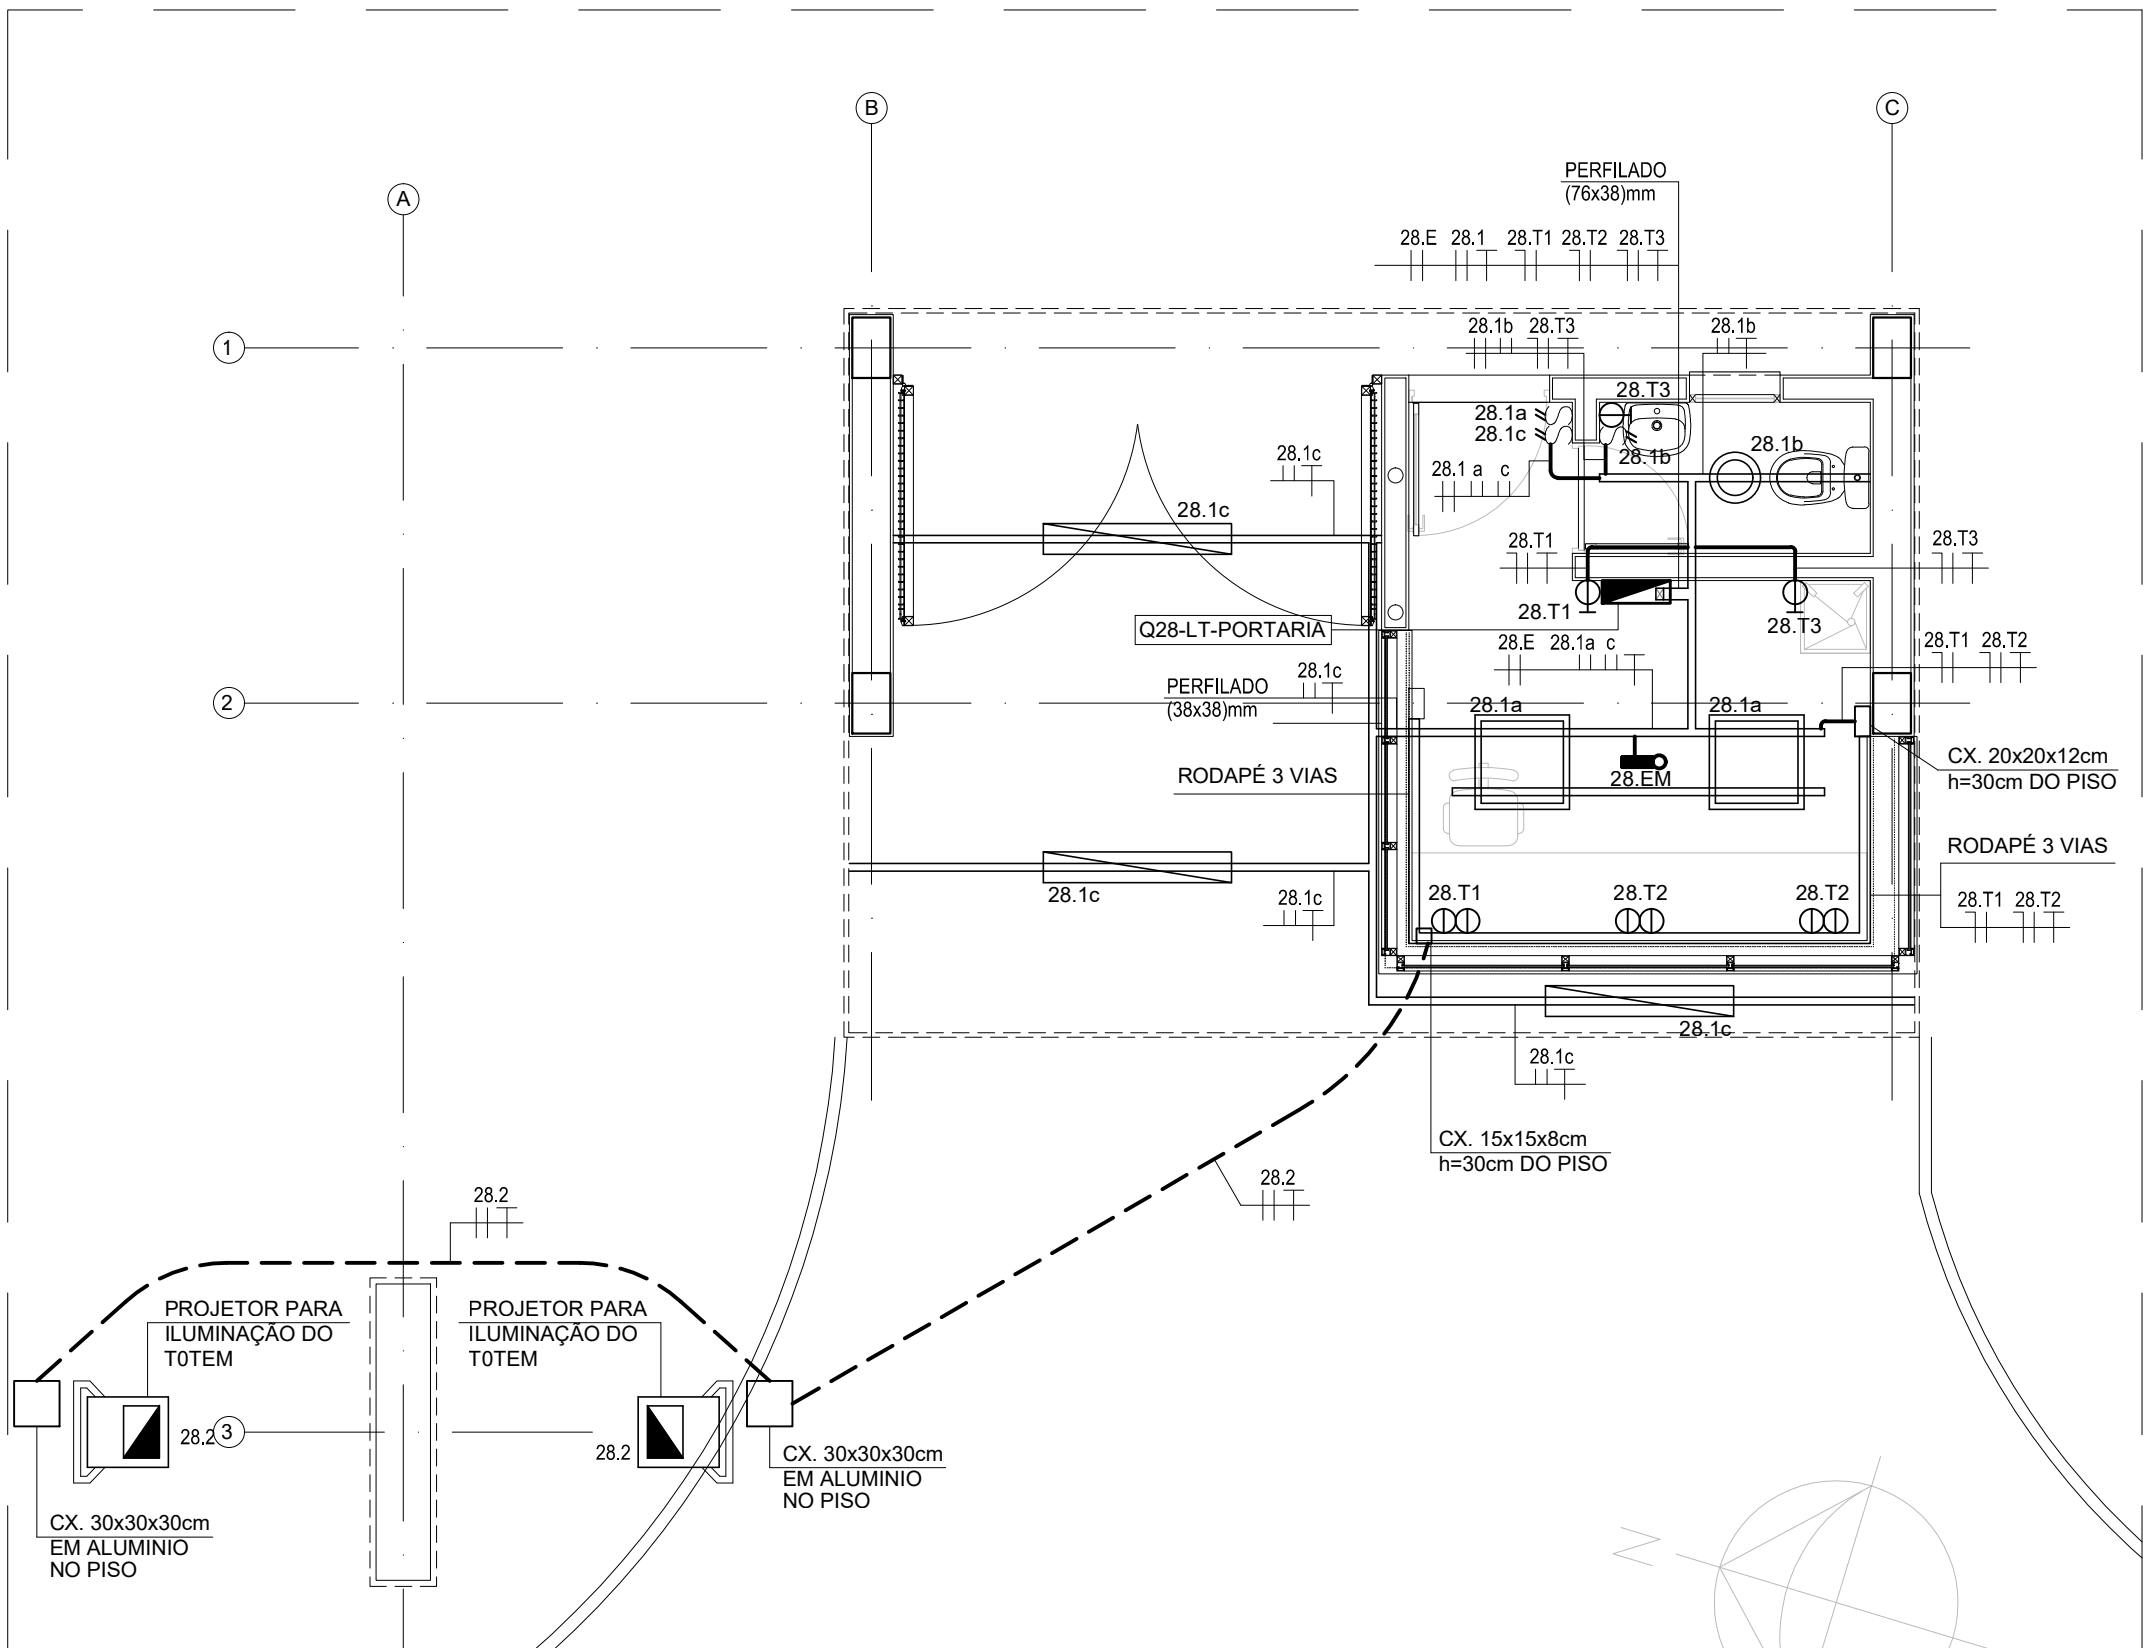 B
C
A
PERFILADO
(76x38)mm
28.E 28.1 28.T1 28.T2 28.T3
1
28.1b 28.T3
28.1b
28.T3
28.1a
28.1c
28.1b
28.1b
28.1c
28.1 a c
28.1c
28.T1
28.T3
28.T1
28.T3
Q28-LT-PORTARIA
28.E 28.1a c
28.T1 28.T2
28.1c
PERFILADO
(38x38)mm
2
28.1a
28.1a
RODAPÉ 3 VIAS
28.EM
CX. 20x20x12cm
h=30cm DO PISO
RODAPÉ 3 VIAS
28.T1 28.T2
28.1c
28.1c
28.T1
28.T2
28.T2
28.1c
28.1c
CX. 15x15x8cm
h=30cm DO PISO
28.2
28.2
PROJETOR PARA
ILUMINAÇÃO DO
T0TEM
PROJETOR PARA
ILUMINAÇÃO DO
T0TEM
28.2
3
28.2
CX. 30x30x30cm
EM ALUMINIO
NO PISO
CX. 30x30x30cm
EM ALUMINIO
NO PISO
N